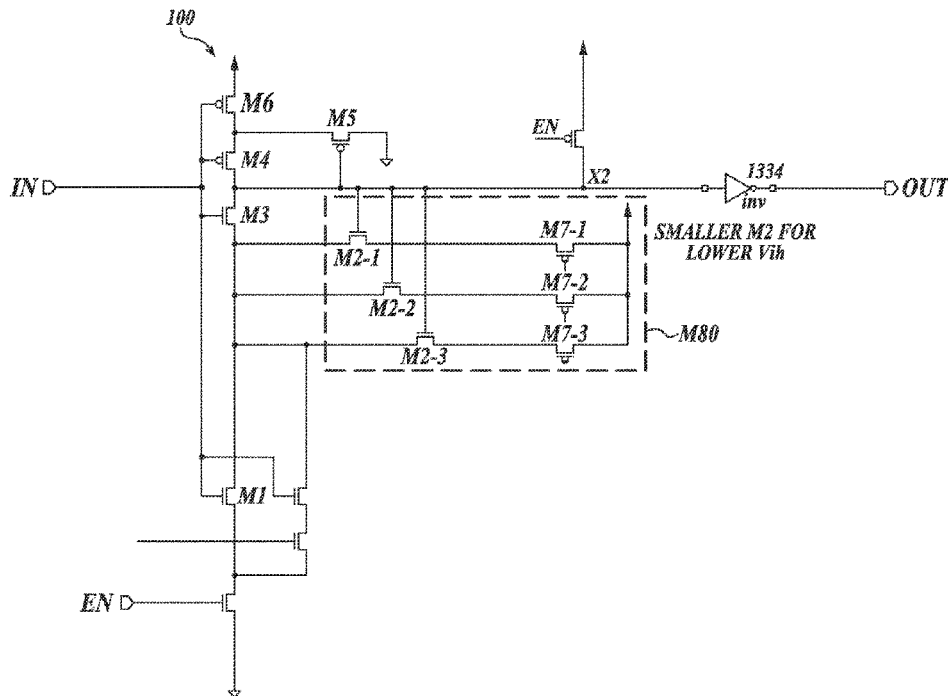 100
M6
M5
EN
M4
IN
X2
1334
inv
OUT
M3
SMALLER M2 FOR
LOWER Vih
M2-1
M7-1
M2-2
M7-2
M2-3
M7-3
M80
M1
EN